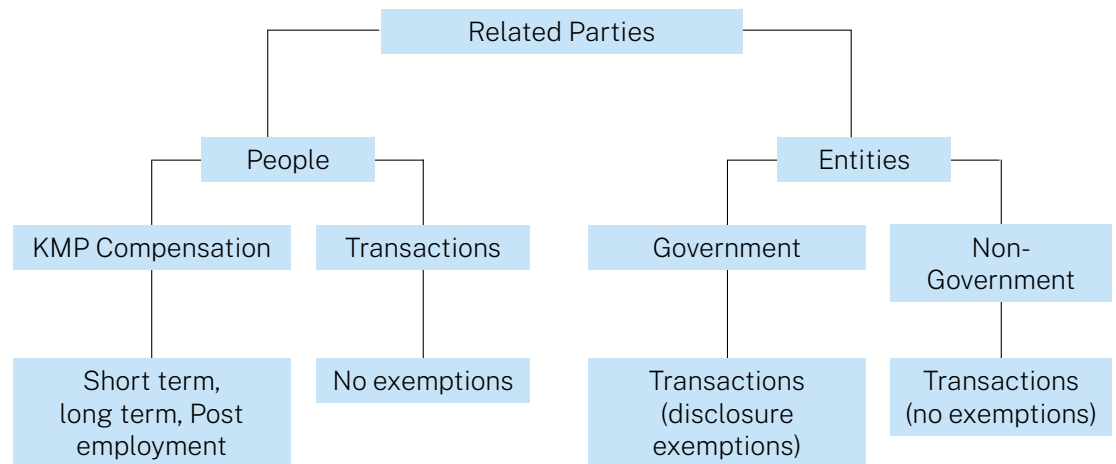 Related Parties
People
Entities
KMP Compensation
Transactions
Government
Non-
Government
Short term,
long term, Post
employment
No exemptions
Transactions
(disclosure
exemptions)
Transactions
(no exemptions)